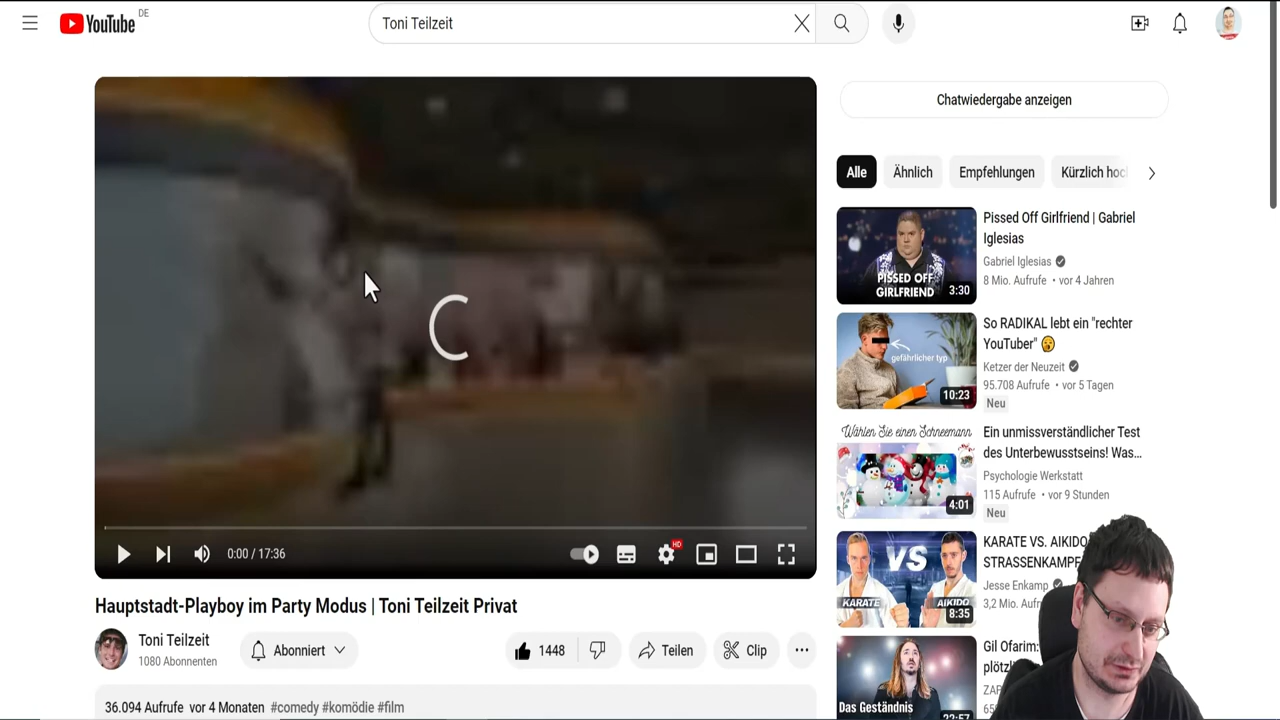 YouTube DE
Toni Teilzeit
Chatwiedergabe anzeigen
Alle
Ähnlich
Empfehlungen
Kürzlich hoc
0:00 / 17:36
HD
Hauptstadt-Playboy im Party Modus | Toni Teilzeit Privat
Toni Teilzeit
1080 Abonnenten
Abonniert
1448
Teilen
Clip
36.094 Aufrufe vor 4 Monaten #comedy #komödie #film
PISSED OFF
GIRLFRIEND
3:30
Pissed Off Girlfriend | Gabriel
Iglesias
Gabriel Iglesias
8 Mio. Aufrufe • vor 4 Jahren
gefährlicher typ
10:23
So RADIKAL lebt ein "rechter
YouTuber"
Ketzer der Neuzeit
95.708 Aufrufe • vor 5 Tagen
Neu
Wählen Sie einen Schneemann
4:01
Ein unmissverständlicher Test
des Unterbewusstseins! Was...
Psychologie Werkstatt
115 Aufrufe • vor 9 Stunden
Neu
VS
KARATE
AIKIDO
8:35
KARATE VS. AIKIDO
STRASSENKAMPF
Jesse Enkamp
3,2 Mio. Aufr
Das Geständnis
22:57
Gil Ofarim:
plötzl
ZAP